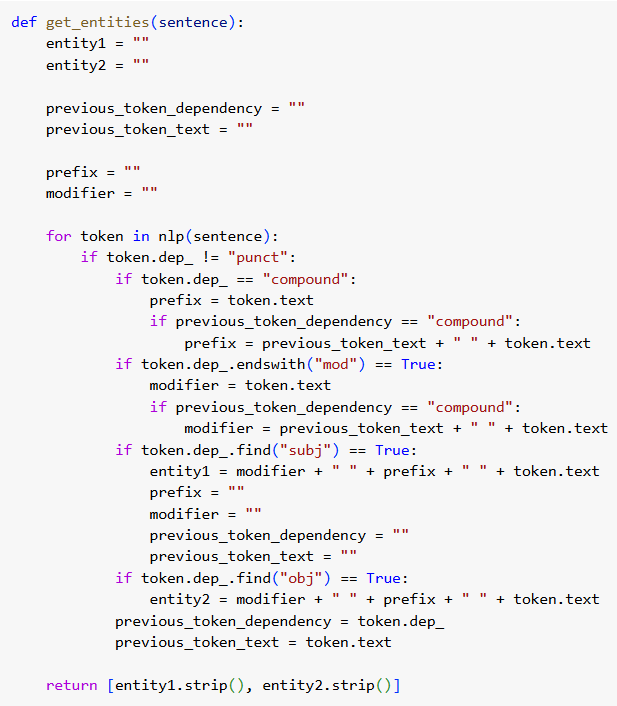 def get_entities(sentence):
    entity1 = ""
    entity2 = ""

    previous_token_dependency = ""
    previous_token_text = ""

    prefix = ""
    modifier = ""

    for token in nlp(sentence):
        if token.dep_ != "punct":
            if token.dep_ == "compound":
                prefix = token.text
                if previous_token_dependency == "compound":
                    prefix = previous_token_text + " " + token.text
            if token.dep_.endswith("mod") == True:
                modifier = token.text
                if previous_token_dependency == "compound":
                    modifier = previous_token_text + " " + token.text
            if token.dep_.find("subj") == True:
                entity1 = modifier + " " + prefix + " " + token.text
                prefix = ""
                modifier = ""
                previous_token_dependency = ""
                previous_token_text = ""
            if token.dep_.find("obj") == True:
                entity2 = modifier + " " + prefix + " " + token.text
            previous_token_dependency = token.dep_
            previous_token_text = token.text

    return [entity1.strip(), entity2.strip()]